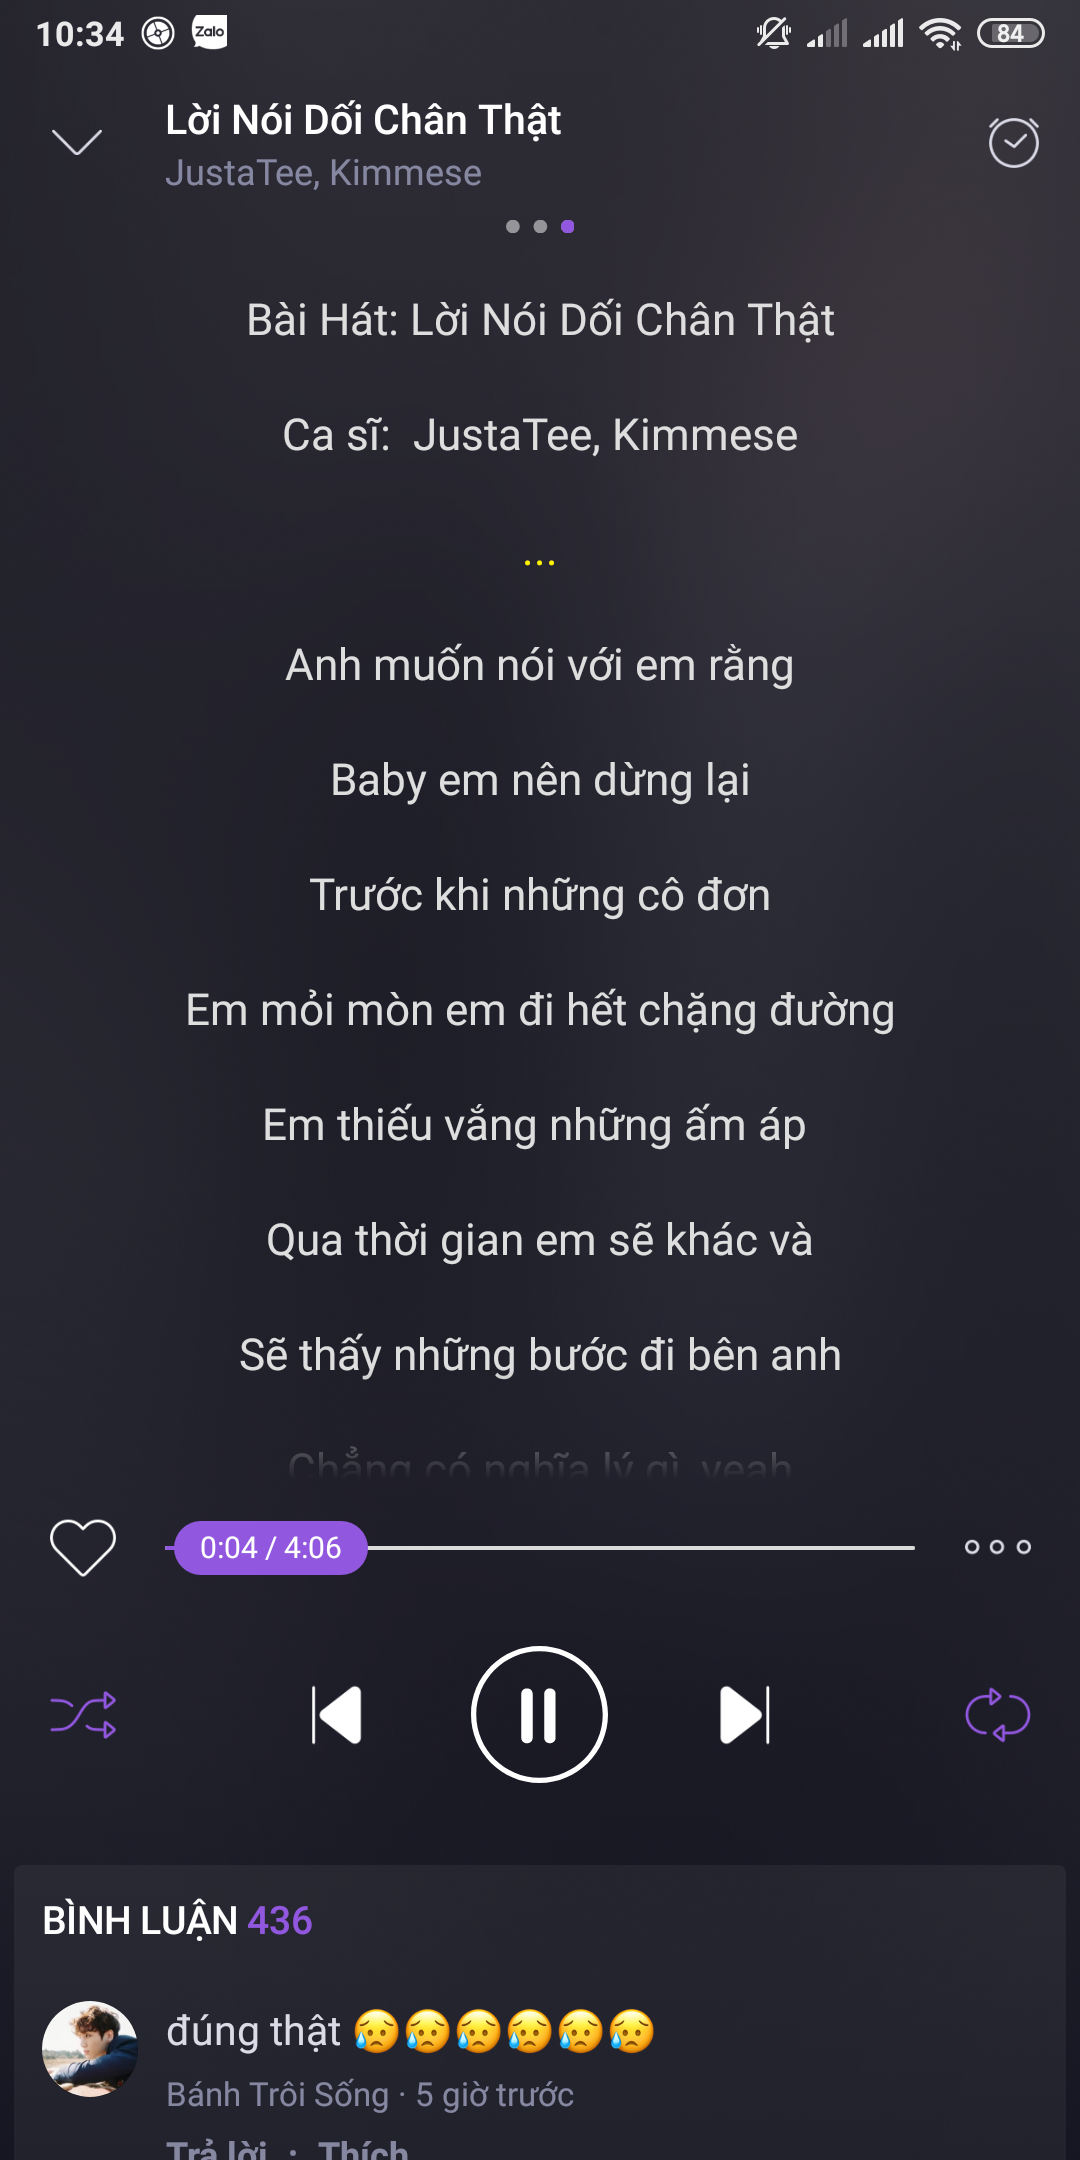 10:34 Zalo 84
Lời Nói Dối Chân Thật
JustaTee, Kimmese
Bài Hát: Lời Nói Dối Chân Thật
Ca sĩ:  JustaTee, Kimmese
...
Anh muốn nói với em rằng
Baby em nên dừng lại
Trước khi những cô đơn
Em mỏi mòn em đi hết chặng đường
Em thiếu vắng những ấm áp
Qua thời gian em sẽ khác và
Sẽ thấy những bước đi bên anh
Chẳng có nghĩa lý gì, yeah
0:04 / 4:06
BÌNH LUẬN 436
đúng thật 😥😥😥😥😥😥
Bánh Trôi Sống · 5 giờ trước
Trả lời · Thích